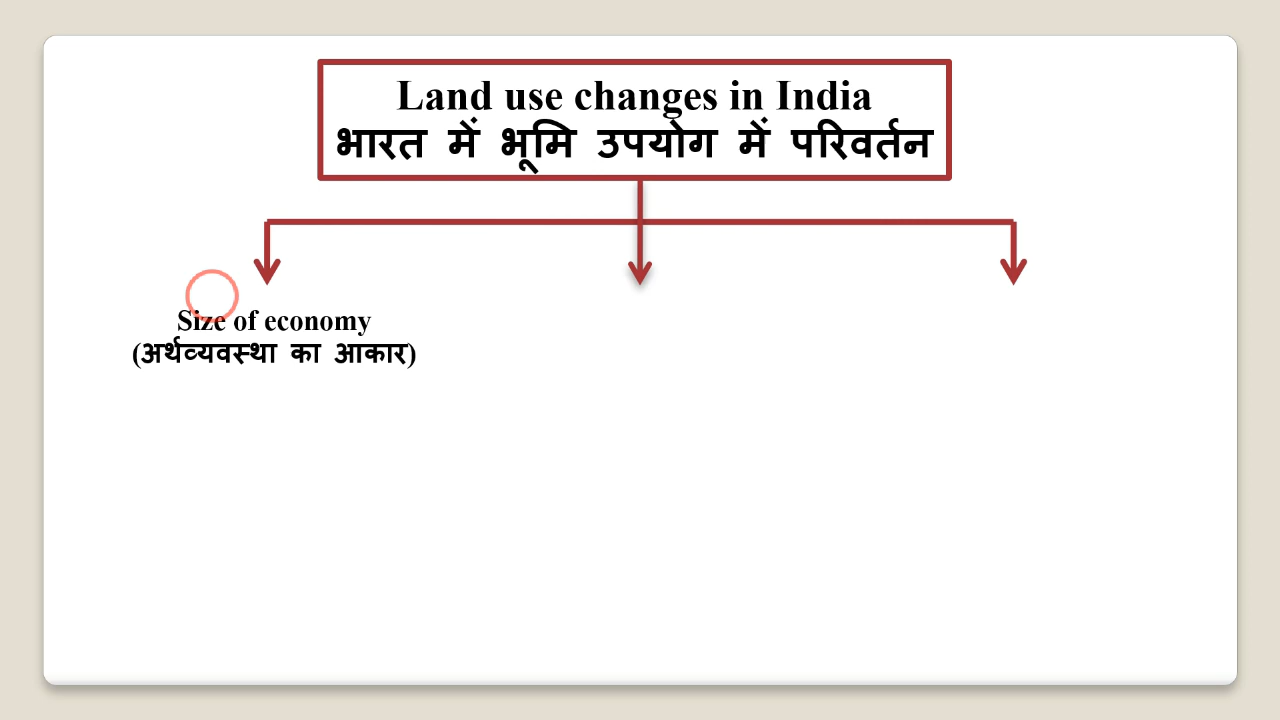 Land use changes in India
भारत में भूमि उपयोग में परिवर्तन
Size of economy
(अर्थव्यवस्था का आकार)